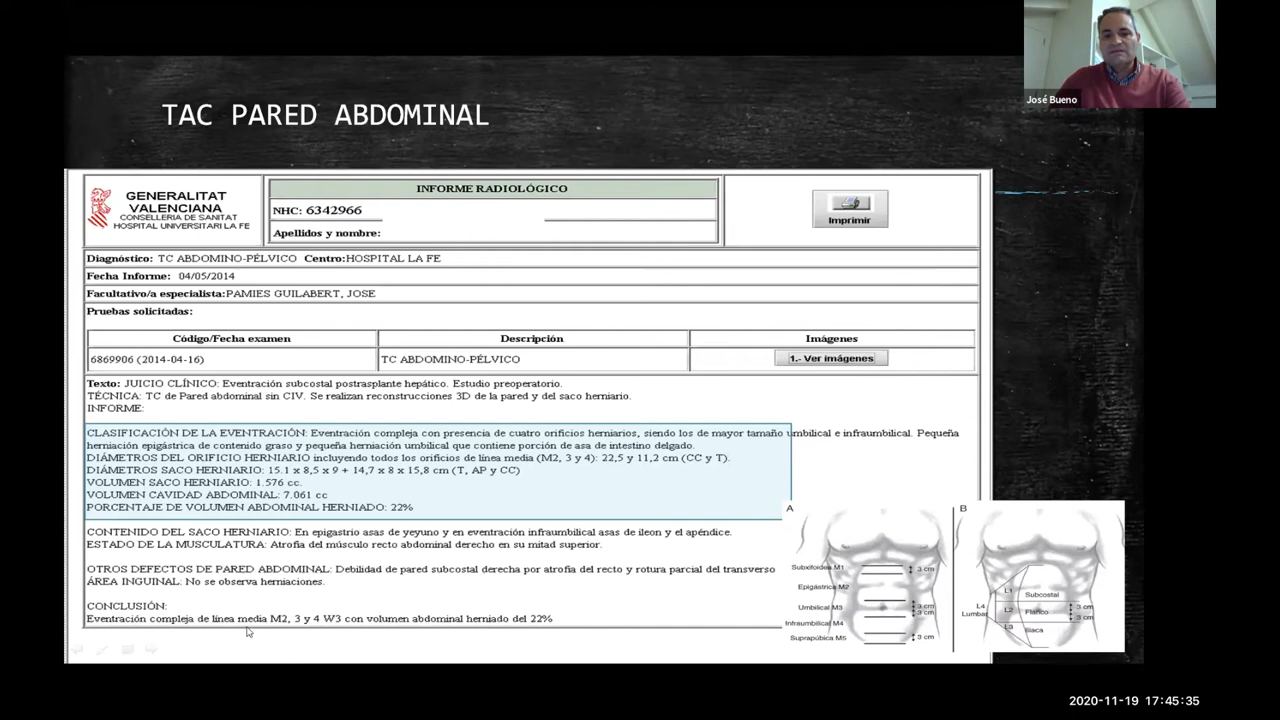 José Bueno
TAC PARED ABDOMINAL
GENERALITAT
VALENCIANA
CONSELLERIA DE SANITAT
HOSPITAL UNIVERSITARI LA FE
INFORME RADIOLÓGICO
NHC: 6342966
Apellidos y nombre:
Imprimir
Diagnóstico: TC ABDOMINO-PÉLVICO Centro:HOSPITAL LA FE
Fecha Informe: 04/05/2014
Facultativo/a especialista:PAMIES GUILABERT, JOSE
Pruebas solicitadas:
Código/Fecha examen Descripción Imágenes
6869906 (2014-04-16) TC ABDOMINO-PÉLVICO 1.- Ver imágenes
Texto: JUICIO CLÍNICO: Eventración subcostal postrasplante hepático. Estudio preoperatorio.
TÉCNICA: TC de Pared abdominal sin CIV. Se realizan reconstrucciones 3D de la pared y del saco herniario.
INFORME:
CLASIFICACIÓN DE LA EVENTRACIÓN: Eventración compleja con presencia de cuatro orificios herniarios, siendo los de mayor tamaño umbilical e infraumbilical. Pequeña
herniación epigástrica de contenido graso y pequeña herniación umbilical que contiene porción de asa de intestino delgado.
DIÁMETROS DEL ORIFICIO HERNIARIO incluyendo todos los orificios de línea media (M2, 3 y 4): 22,5 y 11,2 cm (CC y T).
DIÁMETROS SACO HERNIARIO: 15.1 x 8,5 x 9 + 14,7 x 8 x 15,8 cm (T, AP y CC)
VOLUMEN SACO HERNIARIO: 1.576 cc.
VOLUMEN CAVIDAD ABDOMINAL: 7.061 cc
PORCENTAJE DE VOLUMEN ABDOMINAL HERNIADO: 22%
CONTENIDO DEL SACO HERNIARIO: En epigastrio asas de yeyuno y en eventración infraumbilical asas de ileon y el apéndice.
ESTADO DE LA MUSCULATURA: Atrofia del músculo recto abdominal derecho en su mitad superior.
OTROS DEFECTOS DE PARED ABDOMINAL: Debilidad de pared subcostal derecha por atrofia del recto y rotura parcial del transverso
ÁREA INGUINAL: No se observa herniaciones.
CONCLUSIÓN:
Eventración compleja de línea media M2, 3 y 4 W3 con volumen abdominal herniado del 22%
A
Subxifoidea M1
3 cm
Epigástrica M2
Umbilical M3
3 cm
3 cm
Infraumbilical M4
Suprapúbica M5
3 cm
B
L1
Subcostal
L4
Lumbar
L2
Flanco
3 cm
3 cm
L3
Iliaca
2020-11-19 17:45:35